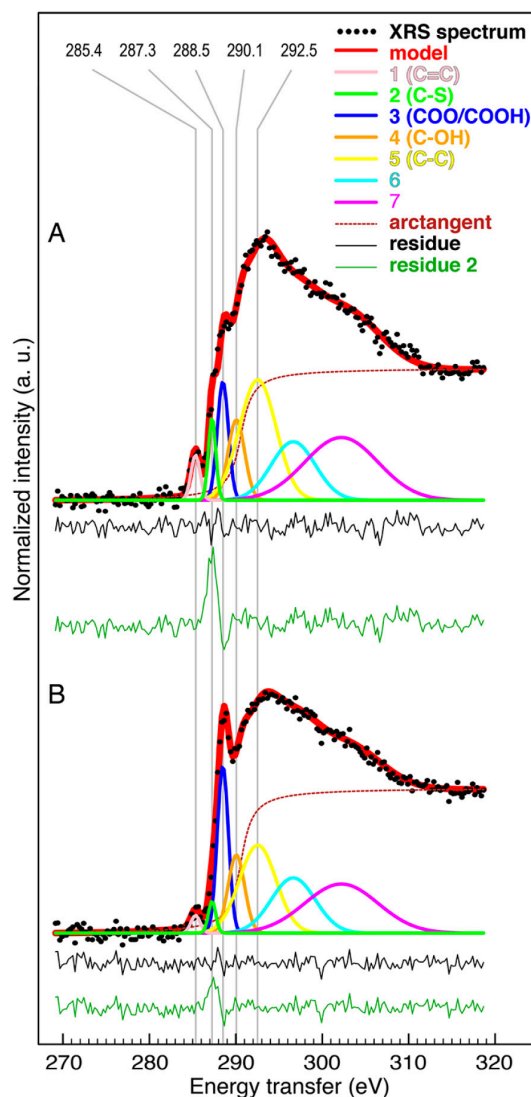 285.4 287.3 288.5 290.1 292.5
XRS spectrum
model
1 (C=C)
2 (C-S)
3 (COO/COOH)
4 (C-OH)
5 (C-C)
6
7
arctangent
residue
residue 2
A
B
Normalized intensity (a. u.)
270 280 290 300 310 320
Energy transfer (eV)